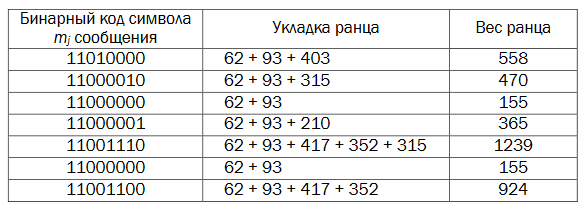 Бинарный код символа Укладка ранца Вес ранца
mj сообщения
11010000 62 + 93 + 403 558
11000010 62 + 93 + 315 470
11000000 62 + 93 155
11000001 62 + 93 + 210 365
11001110 62 + 93 + 417 + 352 + 315 1239
11000000 62 + 93 155
11001100 62 + 93 + 417 + 352 924